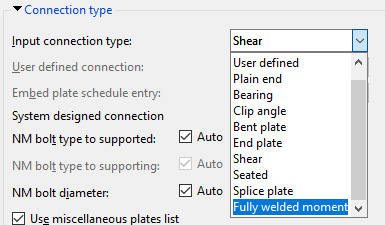 Connection type
Input connection type: Shear
User defined connection: User defined
Plain end
Embed plate schedule entry: Bearing
Clip angle
System designed connection Bent plate
NM bolt type to supported: Auto End plate
NM bolt type to supporting: Auto Shear
Seated
NM bolt diameter: Auto Splice plate
Fully welded moment
Use miscellaneous plates list